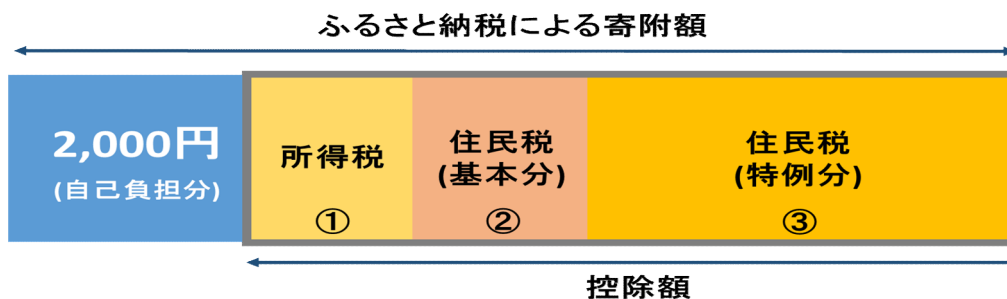 ふるさと納税による寄附額
2,000円
(自己負担分)
所得税
①
住民税
(基本分)
②
住民税
(特例分)
③
控除額